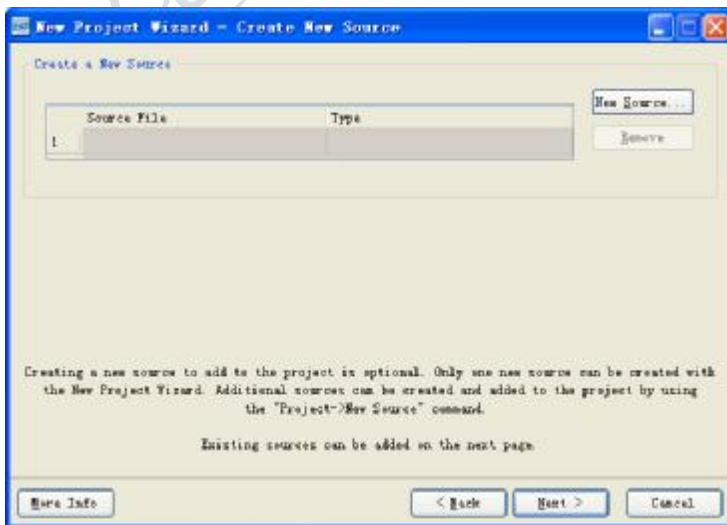 New Project Wizard - Create New Source
Create a New Source
New Source...
Source File Type
1
Remove
Creating a new source to add to the project is optional. Only one new source can be created with
the New Project Wizard. Additional sources can be created and added to the project by using
the "Project->New Source" command.
Existing sources can be added on the next page.
More Info
< Back
Next >
Cancel